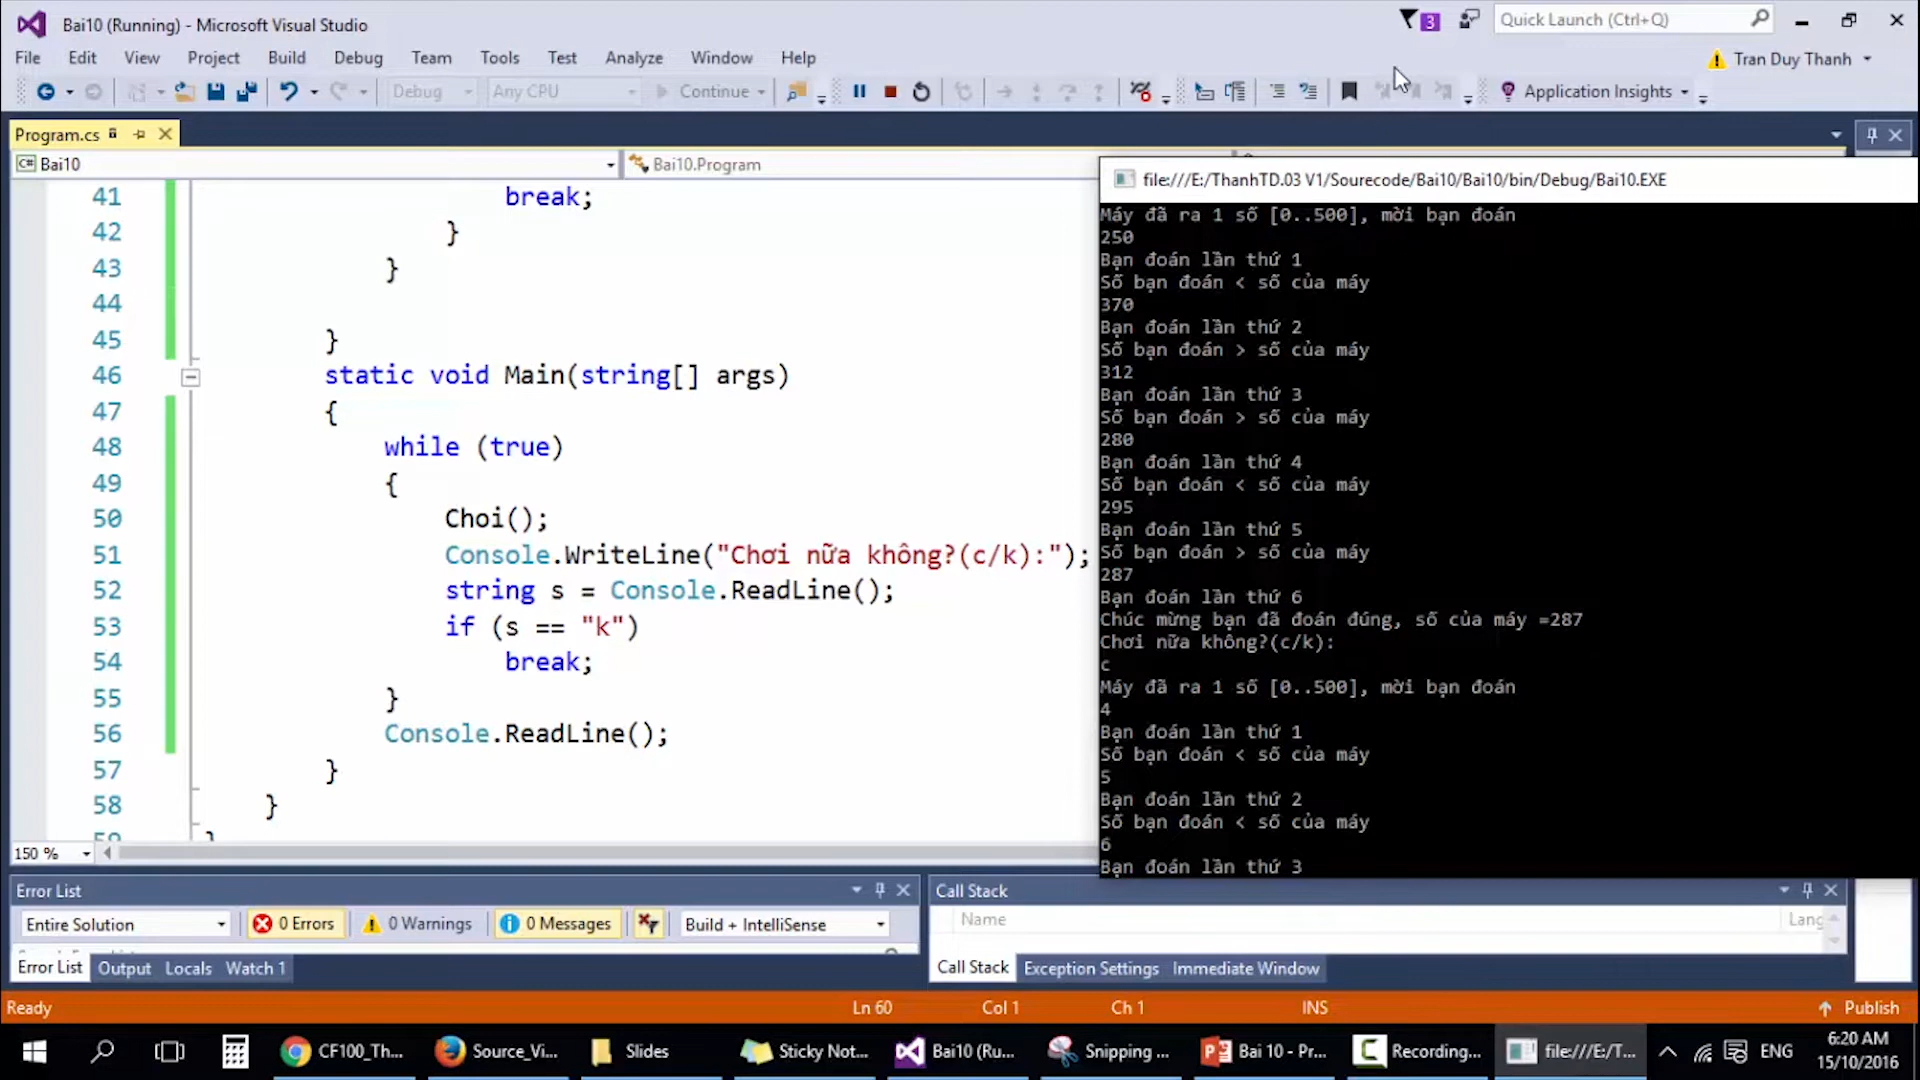 Bai10 (Running) - Microsoft Visual Studio
3
Quick Launch (Ctrl+Q)
File Edit View Project Build Debug Team Tools Test Analyze Window Help
Tran Duy Thanh
Debug Any CPU Continue Application Insights
Program.cs
C# Bai10
Bai10.Program
41 break;
42 }
43 }
44
45 }
46 static void Main(string[] args)
47 {
48 while (true)
49 {
50 Choi();
51 Console.WriteLine("Chơi nữa không?(c/k):");
52 string s = Console.ReadLine();
53 if (s == "k")
54 break;
55 }
56 Console.ReadLine();
57 }
58 }
59 }
150 %
file:///E:/ThanhTD.03 V1/Sourecode/Bai10/Bai10/bin/Debug/Bai10.EXE
Máy đã ra 1 số [0..500], mời bạn đoán
250
Bạn đoán lần thứ 1
Số bạn đoán < số của máy
370
Bạn đoán lần thứ 2
Số bạn đoán > số của máy
312
Bạn đoán lần thứ 3
Số bạn đoán > số của máy
280
Bạn đoán lần thứ 4
Số bạn đoán < số của máy
295
Bạn đoán lần thứ 5
Số bạn đoán > số của máy
287
Bạn đoán lần thứ 6
Chúc mừng bạn đã đoán đúng, số của máy =287
Chơi nữa không?(c/k):
c
Máy đã ra 1 số [0..500], mời bạn đoán
4
Bạn đoán lần thứ 1
Số bạn đoán < số của máy
5
Bạn đoán lần thứ 2
Số bạn đoán < số của máy
6
Bạn đoán lần thứ 3
Error List
Entire Solution 0 Errors 0 Warnings 0 Messages Build + IntelliSense
Error List Output Locals Watch 1
Call Stack
Name Lang
Call Stack Exception Settings Immediate Window
Ready Ln 60 Col 1 Ch 1 INS Publish
CF100_Th... Source_Vi... Slides Sticky Not... Bai10 (Ru... Snipping ... Bai 10 - Pr... Recording... file:///E:/T... ENG
6:20 AM
15/10/2016